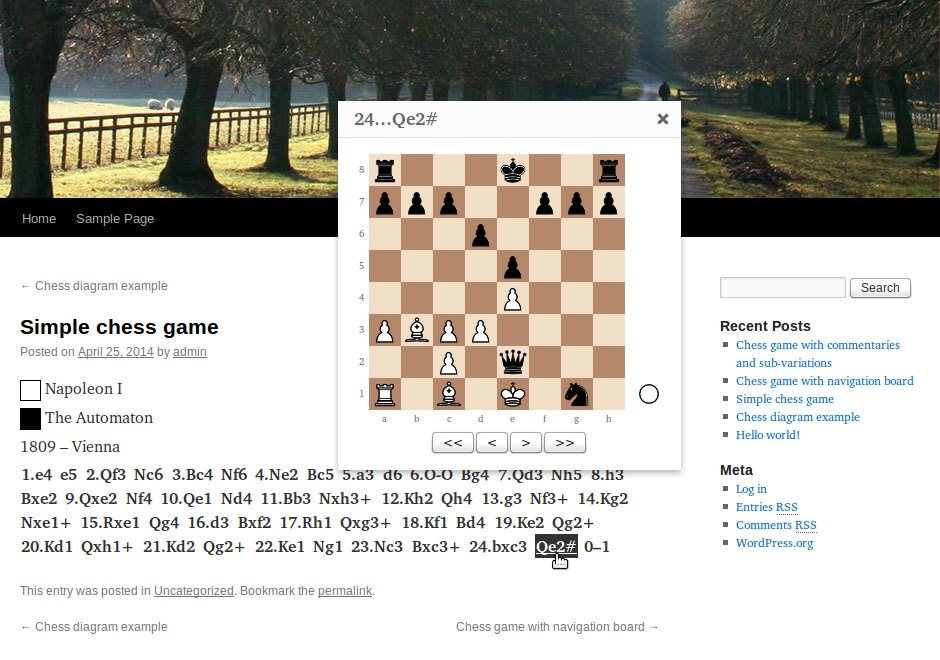 Home Sample Page
24...Qe2#
×
8
7
6
5
4
3
2
1
a b c d e f g h
<< < > >>
← Chess diagram example
Simple chess game
Posted on April 25, 2014 by admin
Napoleon I
The Automaton
1809 – Vienna
1.e4 e5 2.Qf3 Nc6 3.Bc4 Nf6 4.Ne2 Bc5 5.a3 d6 6.O-O Bg4 7.Qd3 Nh5 8.h3
Bxe2 9.Qxe2 Nf4 10.Qe1 Nd4 11.Bb3 Nxh3+ 12.Kh2 Qh4 13.g3 Nf3+ 14.Kg2
Nxe1+ 15.Rxe1 Qg4 16.d3 Bxf2 17.Rh1 Qxg3+ 18.Kf1 Bd4 19.Ke2 Qg2+
20.Kd1 Qxh1+ 21.Kd2 Qg2+ 22.Ke1 Ng1 23.Nc3 Bxc3+ 24.bxc3 Qe2# 0–1
This entry was posted in Uncategorized. Bookmark the permalink.
← Chess diagram example
Chess game with navigation board →
Search
Recent Posts
Chess game with commentaries
and sub-variations
Chess game with navigation board
Simple chess game
Chess diagram example
Hello world!
Meta
Log in
Entries RSS
Comments RSS
WordPress.org